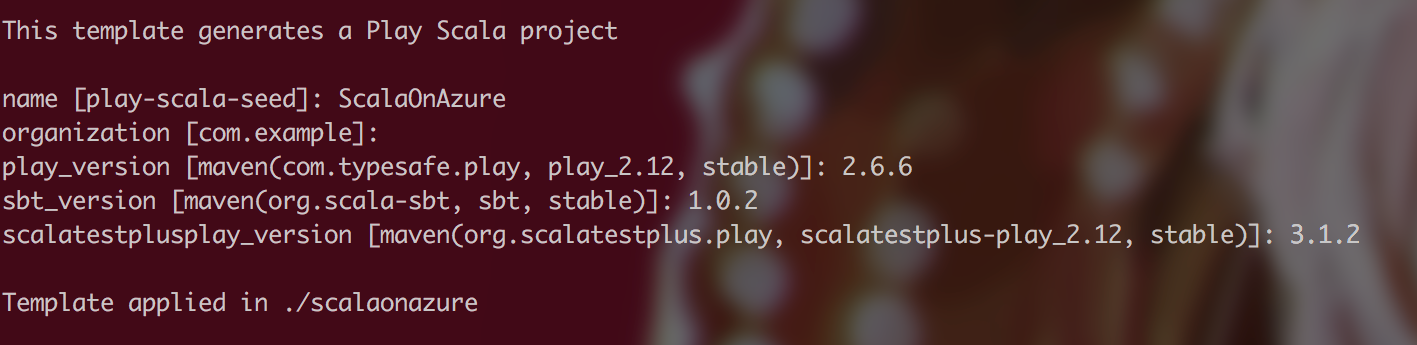 This template generates a Play Scala project
name [play-scala-seed]: ScalaOnAzure
organization [com.example]:
play_version [maven(com.typesafe.play, play_2.12, stable)]: 2.6.6
sbt_version [maven(org.scala-sbt, sbt, stable)]: 1.0.2
scalatestplusplay_version [maven(org.scalatestplus.play, scalatestplus-play_2.12, stable)]: 3.1.2
Template applied in ./scalaonazure